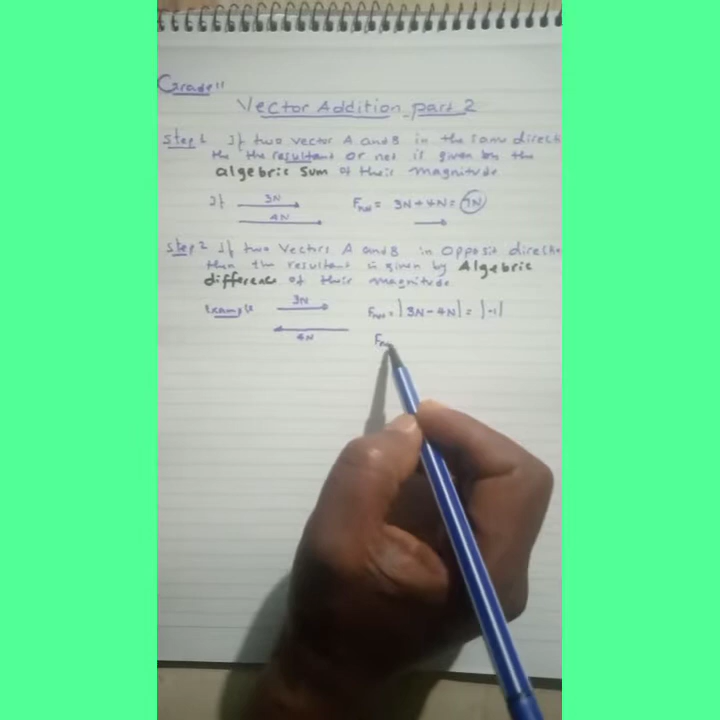 Grade 11
Vector Addition part 2
Step 1 If two vector A and B in the same directi
the the resultant or net is given by the
algebric sum of their magnitude
If 3N Fnet = 3N + 4N = 7N
4N
Step 2 If two vectors A and B in opposit directi
then the resultant is given by Algebric
difference of their magnitude
Example 3N Fnet = |3N - 4N| = |-1|
4N Fne